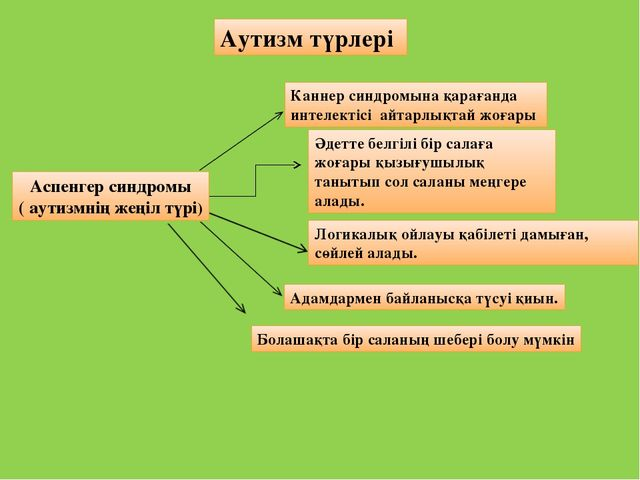 Аутизм түрлері
Каннер синдромына қарағанда
интелектісі айтарлықтай жоғары
Әдетте белгілі бір салаға
жоғары қызығушылық
танытып сол саланы меңгере
алады.
Аспенгер синдромы
( аутизмнің жеңіл түрі)
Логикалық ойлауы қабілеті дамыған,
сөйлей алады.
Адамдармен байланысқа түсуі қиын.
Болашақта бір саланың шебері болу мүмкін